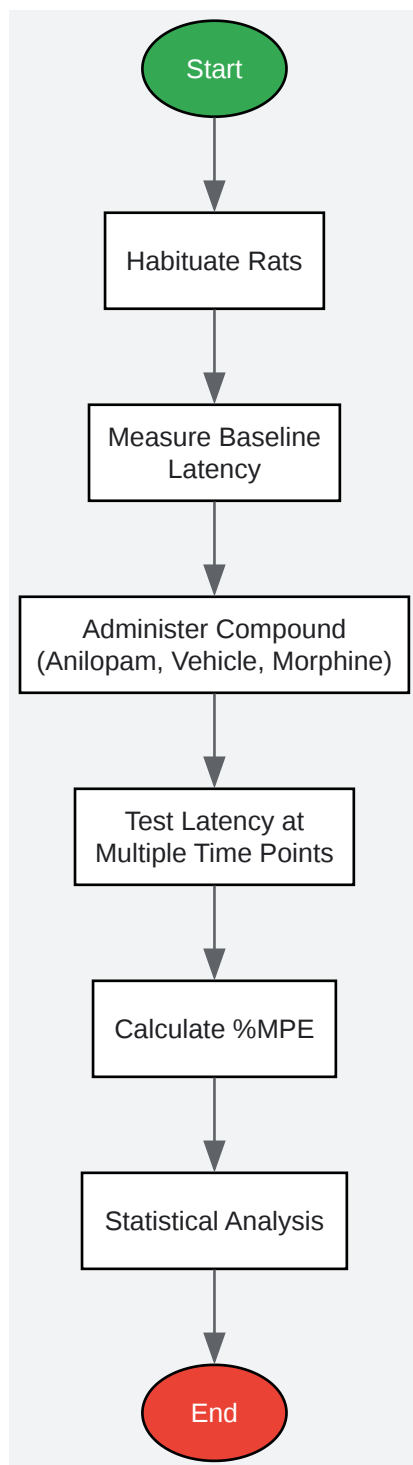 Start
Habituate Rats
Measure Baseline
Latency
Administer Compound
(Anilopam, Vehicle, Morphine)
Test Latency at
Multiple Time Points
Calculate %MPE
Statistical Analysis
End